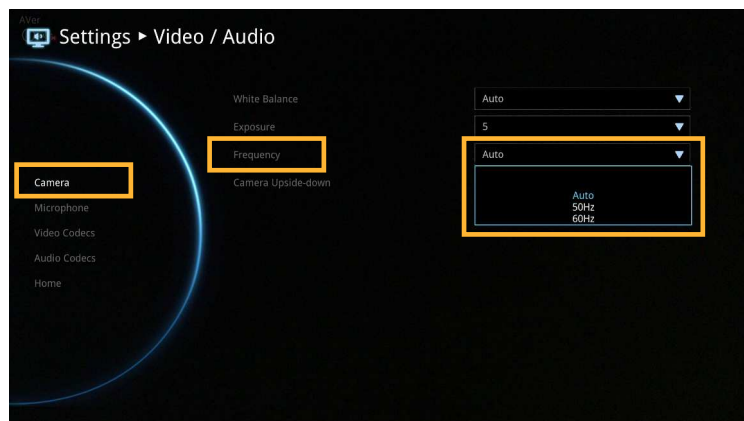 AVer
Settings ▸ Video / Audio
White Balance Auto
Exposure 5
Frequency Auto
Camera
Camera Upside-down
Auto
50Hz
60Hz
Microphone
Video Codecs
Audio Codecs
Home